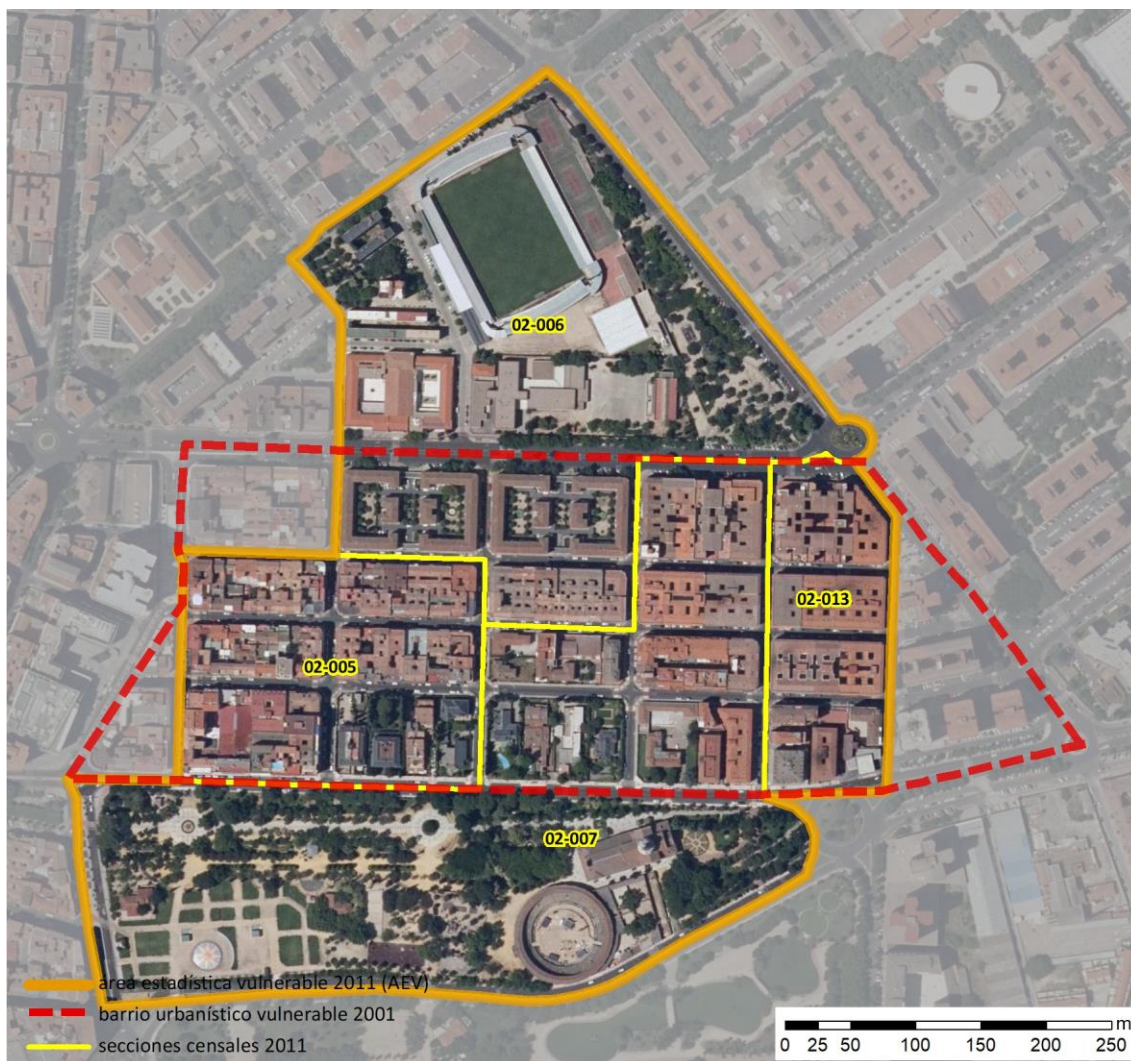 02-006
02-013
02-005
02-007
área estadística vulnerable 2011 (AEV)
barrio urbanístico vulnerable 2001
secciones censales 2011
m
0 25 50 100 150 200 250